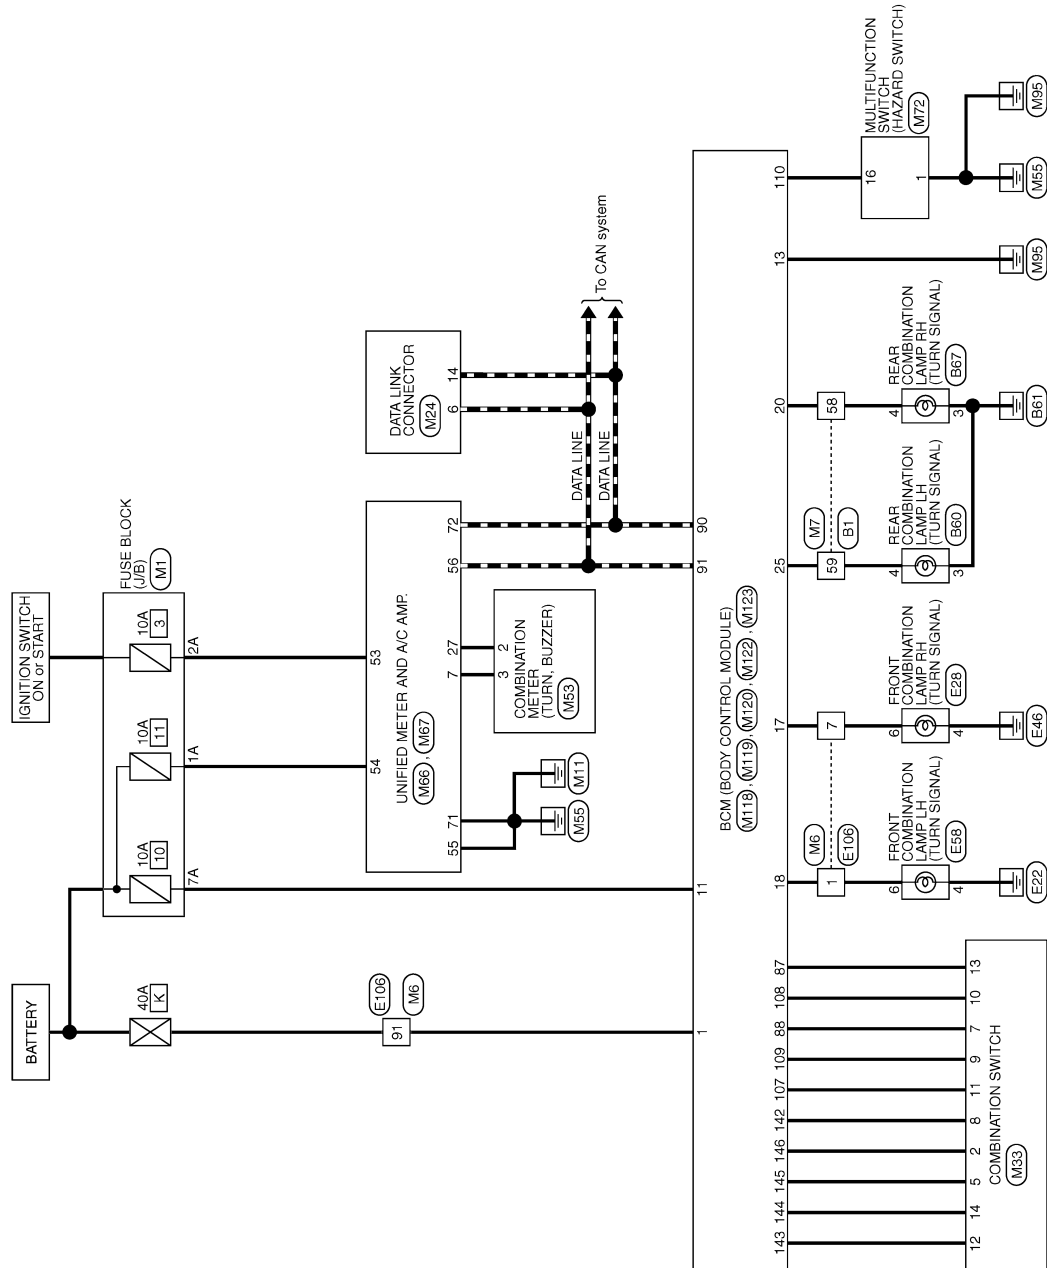 IGNITION SWITCH
ON or START
BATTERY
FUSE BLOCK
(J/B)
M1
40A
K
10A
10
10A
11
10A
3
7A
1A
2A
E106
M6
91
54
53
UNIFIED METER AND A/C AMP.
M66 , M67
55
71
7
27
56
72
M55
M11
3
2
COMBINATION
METER
(TURN, BUZZER)
M53
DATA LINK
CONNECTOR
M24
6
14
DATA LINE
DATA LINE
To CAN system
1
11
91
90
BCM (BODY CONTROL MODULE)
M118 , M119 , M120 , M122 , M123
143
144
145
146
142
107
109
88
108
87
18
17
25
20
13
110
12
14
5
2
8
11
9
7
10
13
COMBINATION SWITCH
M33
M6
E106
1
7
M7
B1
59
58
FRONT
COMBINATION
LAMP LH
(TURN SIGNAL)
E58
6
4
E22
FRONT
COMBINATION
LAMP RH
(TURN SIGNAL)
E28
6
4
E46
REAR
COMBINATION
LAMP LH
(TURN SIGNAL)
B60
4
3
REAR
COMBINATION
LAMP RH
(TURN SIGNAL)
B67
4
3
B61
M95
MULTIFUNCTION
SWITCH
(HAZARD SWITCH)
M72
16
1
M55
M95